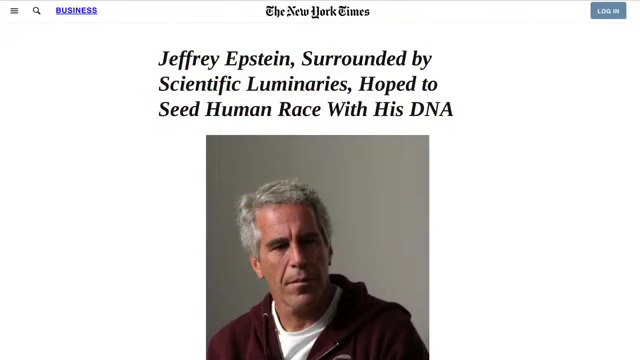 BUSINESS
The New York Times
LOG IN
Jeffrey Epstein, Surrounded by
Scientific Luminaries, Hoped to
Seed Human Race With His DNA